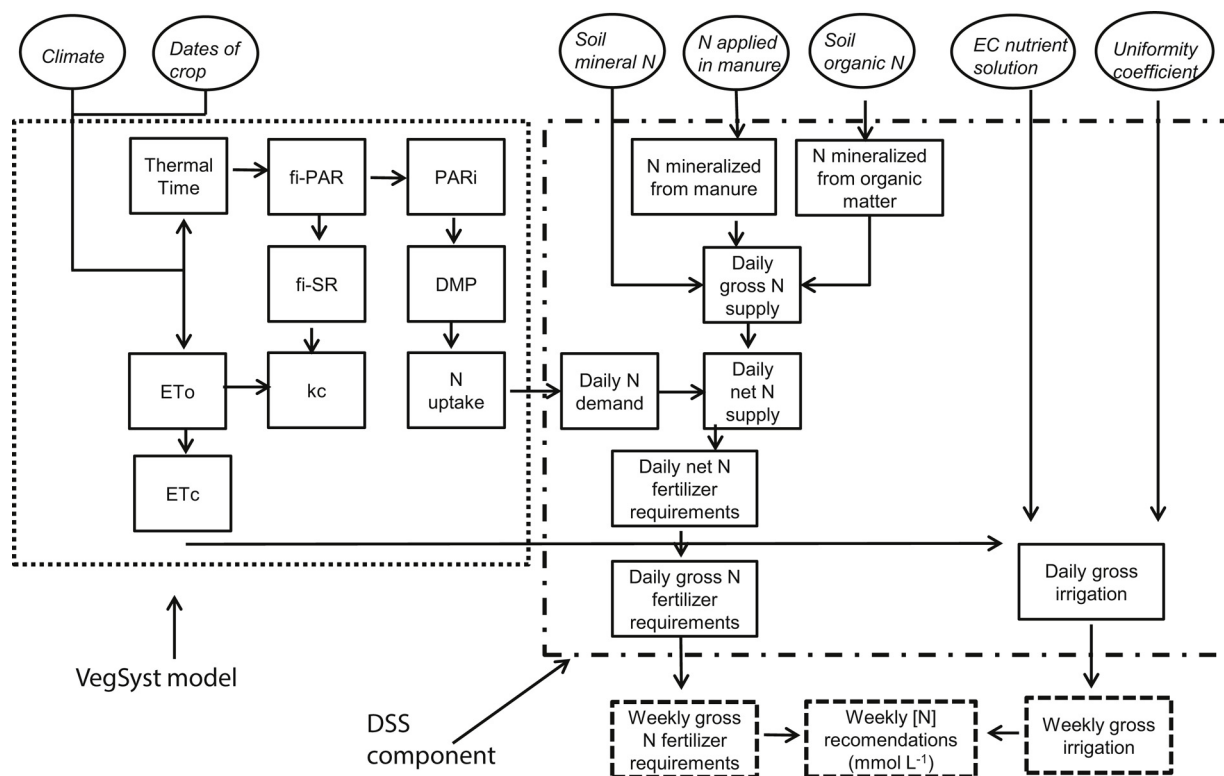 Climate
Dates of
crop
Soil
mineral N
N applied
in manure
Soil
organic N
EC nutrient
solution
Uniformity
coefficient
Thermal
Time
fi-PAR
PARi
N mineralized
from manure
N mineralized
from organic
matter
fi-SR
DMP
Daily
gross N
supply
ETo
kc
N
uptake
Daily N
demand
Daily
net N
supply
ETc
Daily net N
fertilizer
requirements
Daily gross N
fertilizer
requirements
Daily gross
irrigation
VegSyst model
DSS
component
Weekly gross
N fertilizer
requirements
Weekly [N]
recomendations
(mmol L⁻¹)
Weekly gross
irrigation